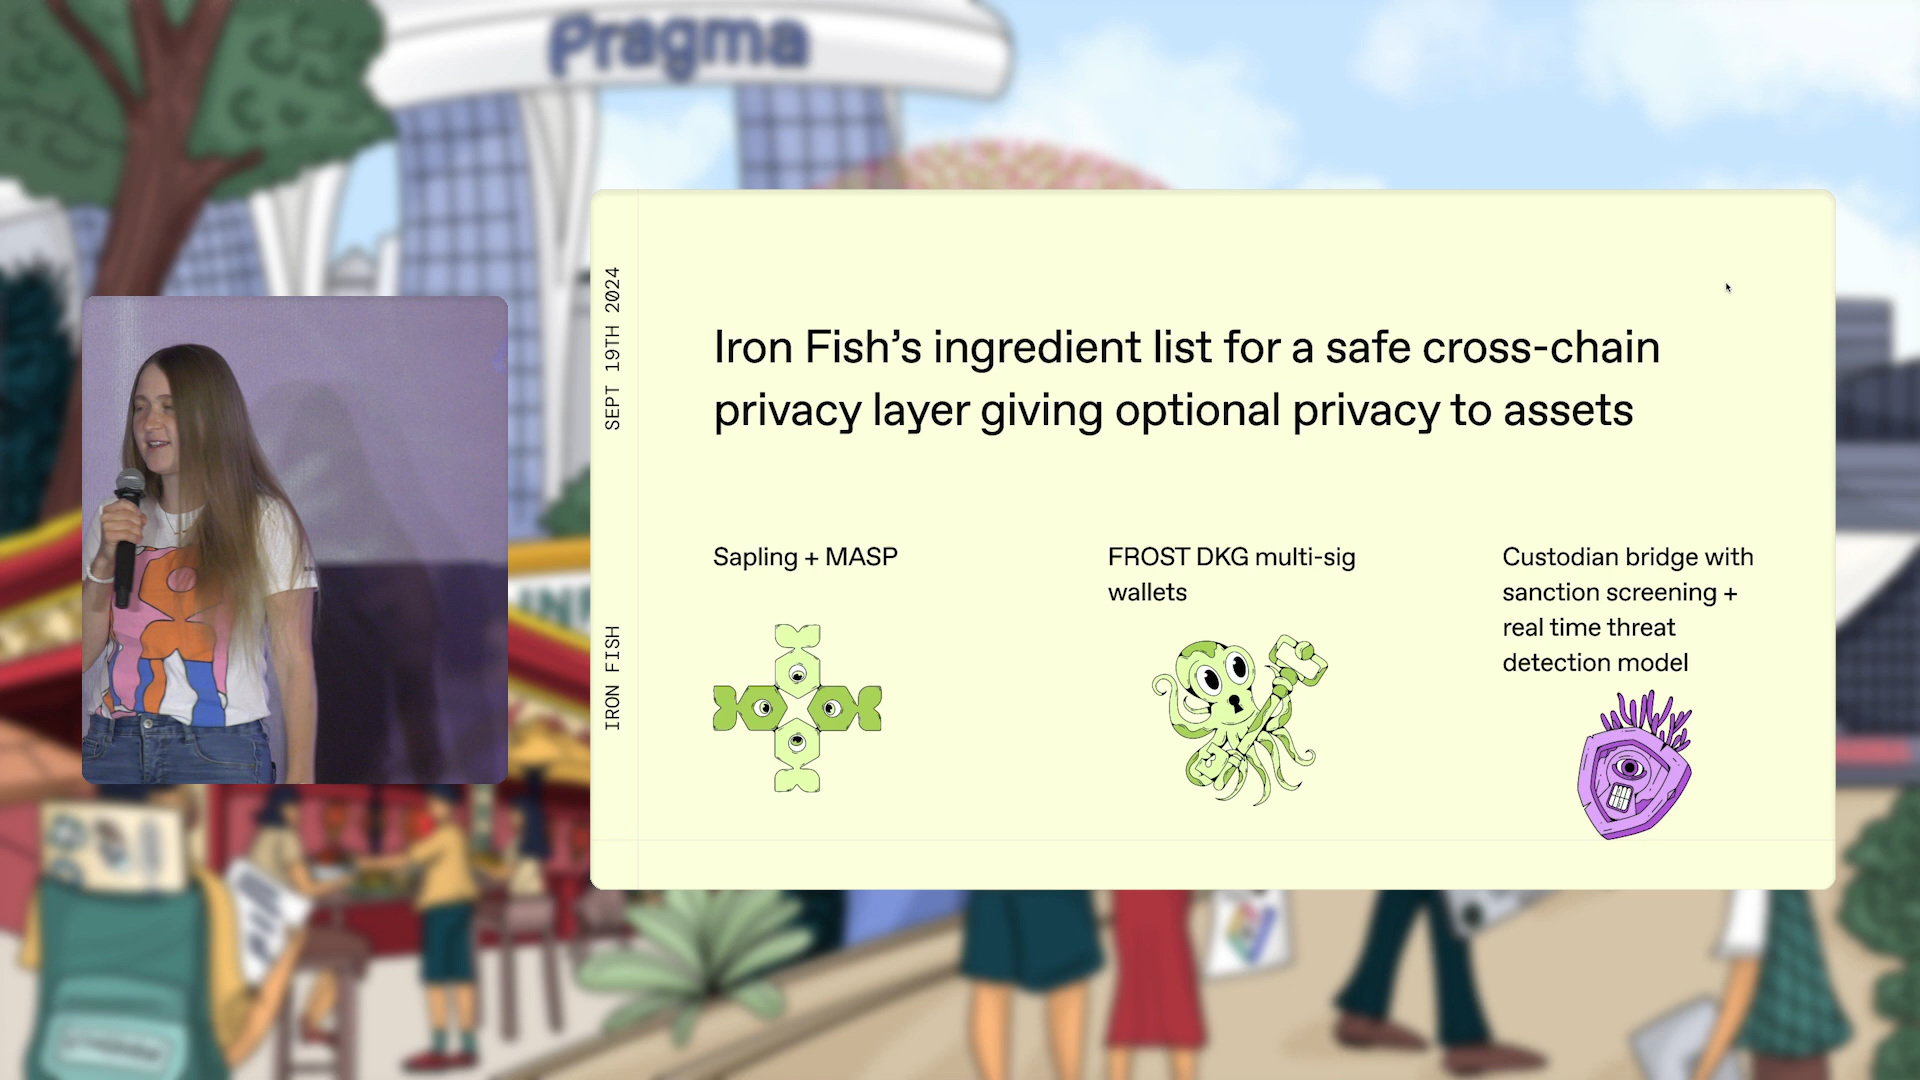 Pragma
SEPT 19TH 2024
IRON FISH
Iron Fish’s ingredient list for a safe cross-chain
privacy layer giving optional privacy to assets
Sapling + MASP
FROST DKG multi-sig
wallets
Custodian bridge with
sanction screening +
real time threat
detection model